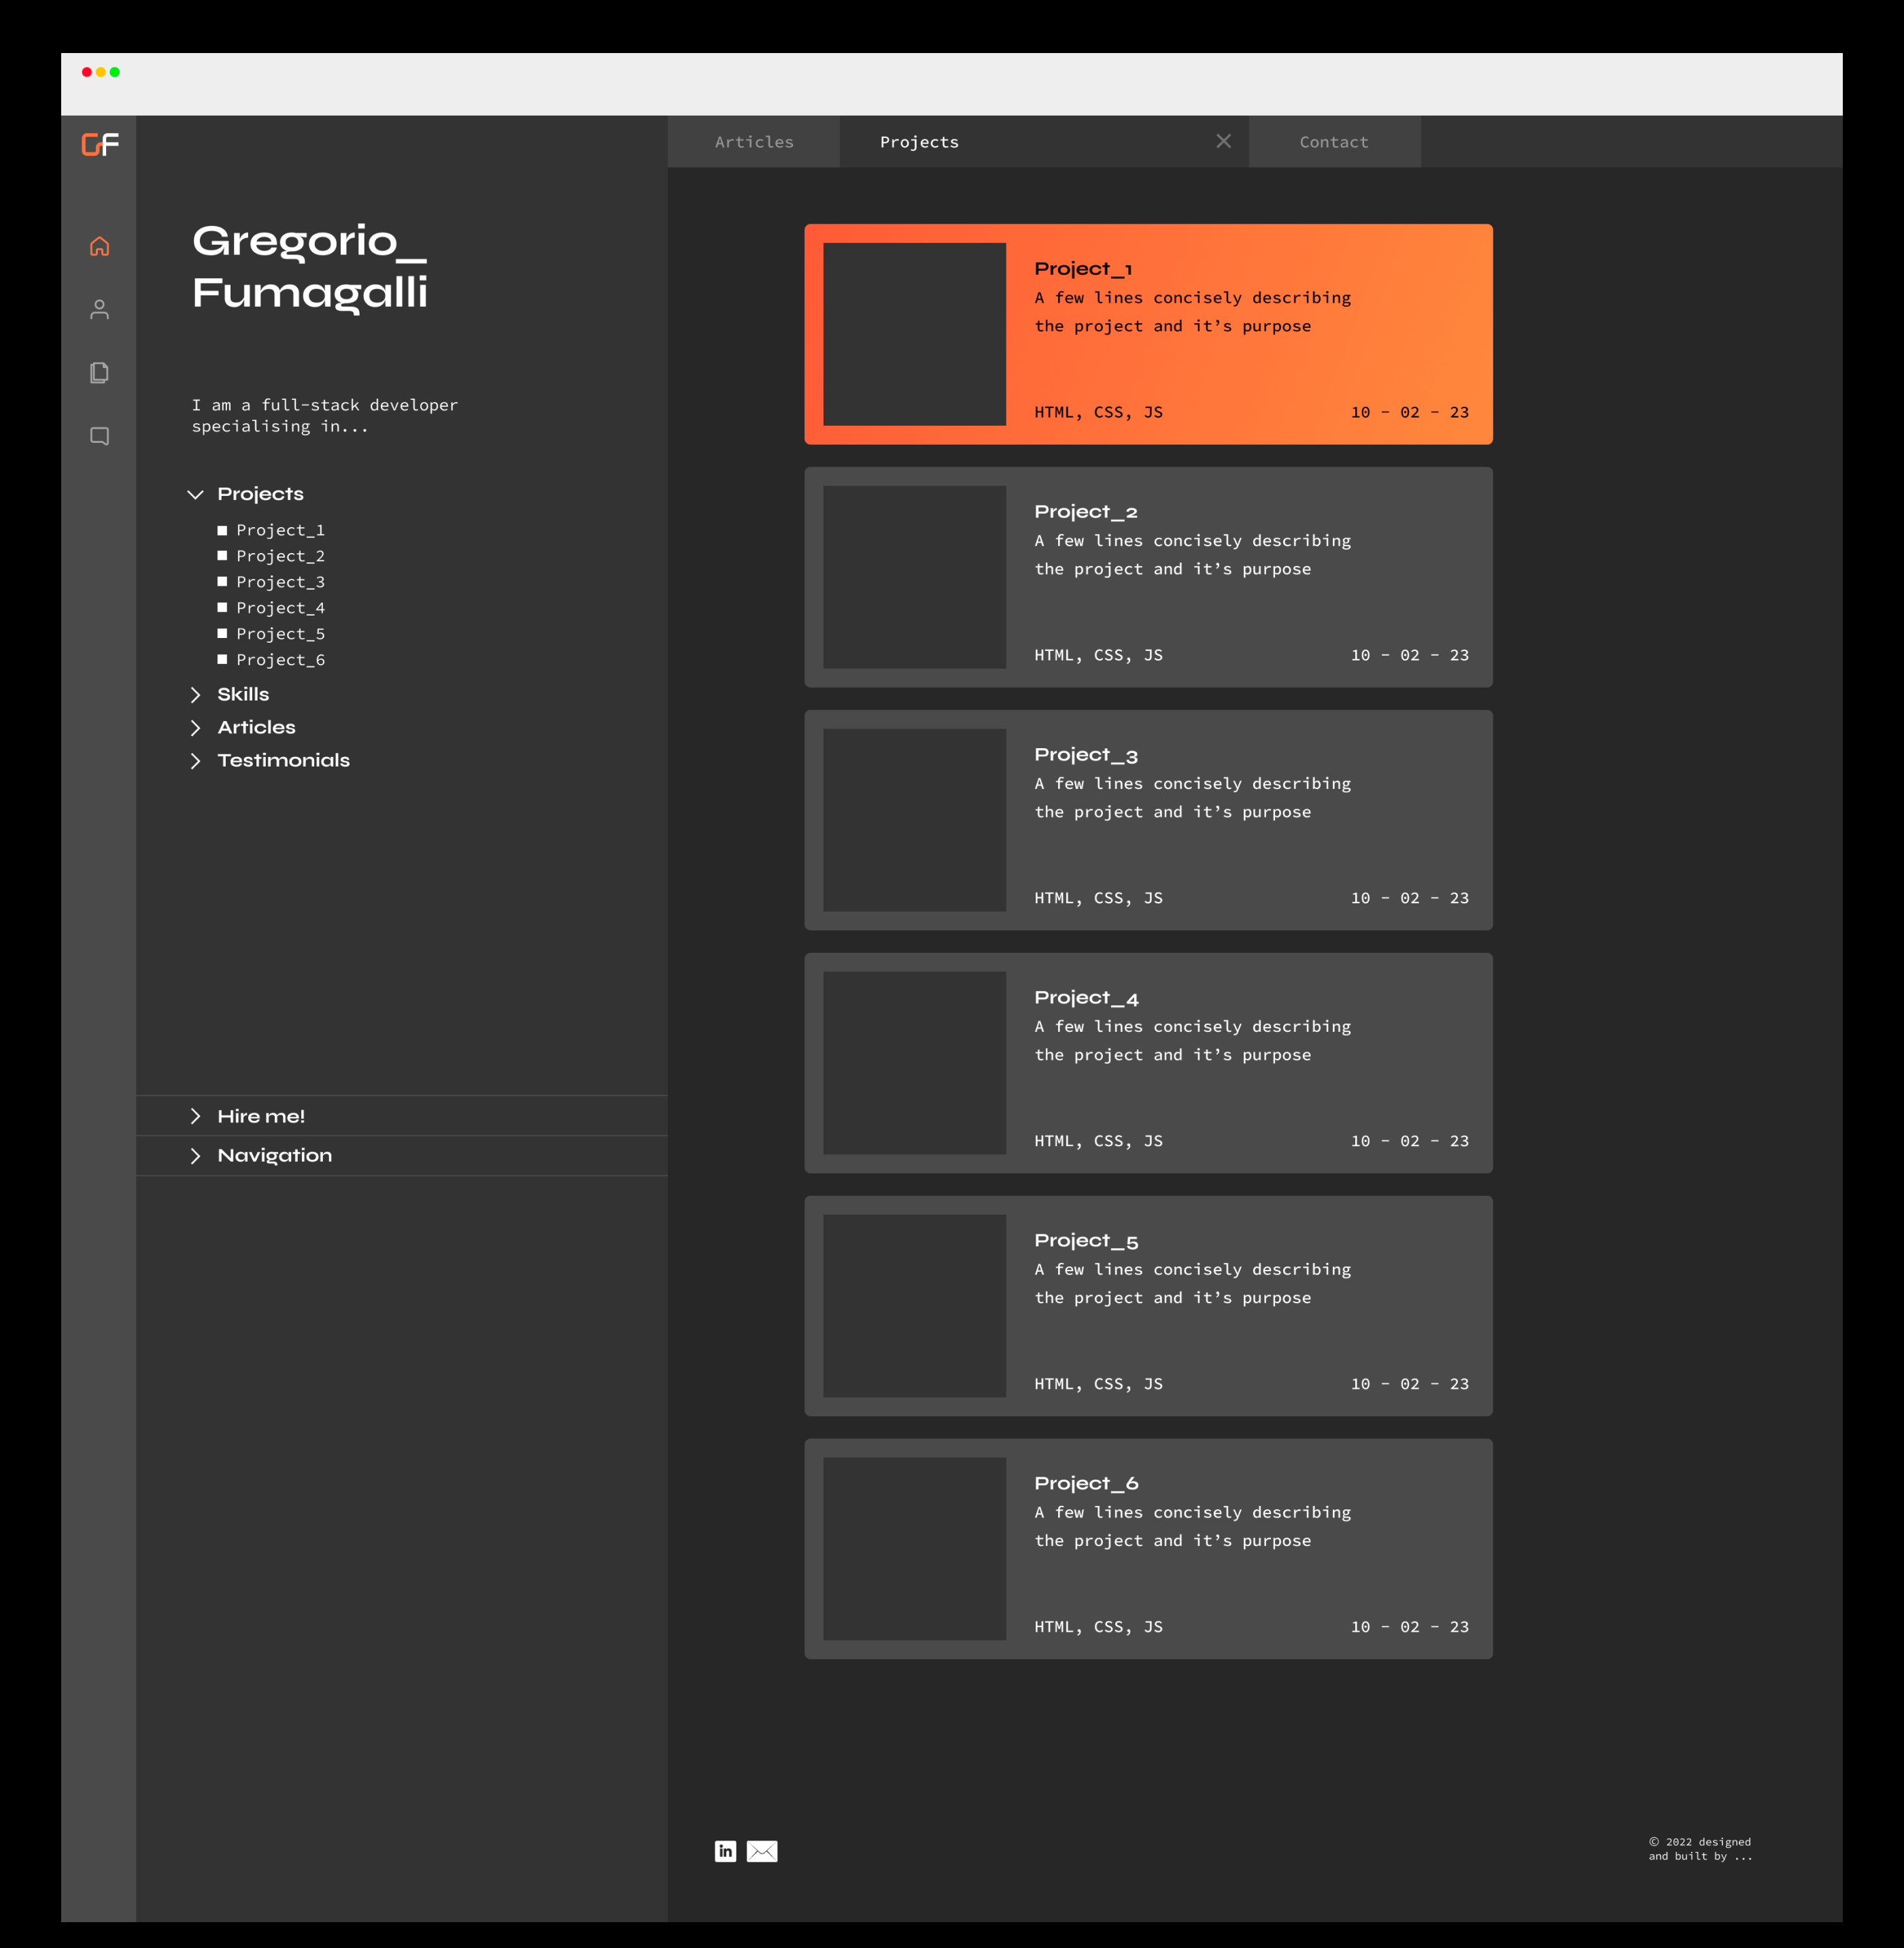 GF
Gregorio_
Fumagalli
I am a full-stack developer
specialising in...
Projects
Project_1
Project_2
Project_3
Project_4
Project_5
Project_6
Skills
Articles
Testimonials
Hire me!
Navigation
Articles
Projects
Contact
Project_1
A few lines concisely describing
the project and it’s purpose
HTML, CSS, JS
10 - 02 - 23
Project_2
A few lines concisely describing
the project and it’s purpose
HTML, CSS, JS
10 - 02 - 23
Project_3
A few lines concisely describing
the project and it’s purpose
HTML, CSS, JS
10 - 02 - 23
Project_4
A few lines concisely describing
the project and it’s purpose
HTML, CSS, JS
10 - 02 - 23
Project_5
A few lines concisely describing
the project and it’s purpose
HTML, CSS, JS
10 - 02 - 23
Project_6
A few lines concisely describing
the project and it’s purpose
HTML, CSS, JS
10 - 02 - 23
in
© 2022 designed
and built by ...